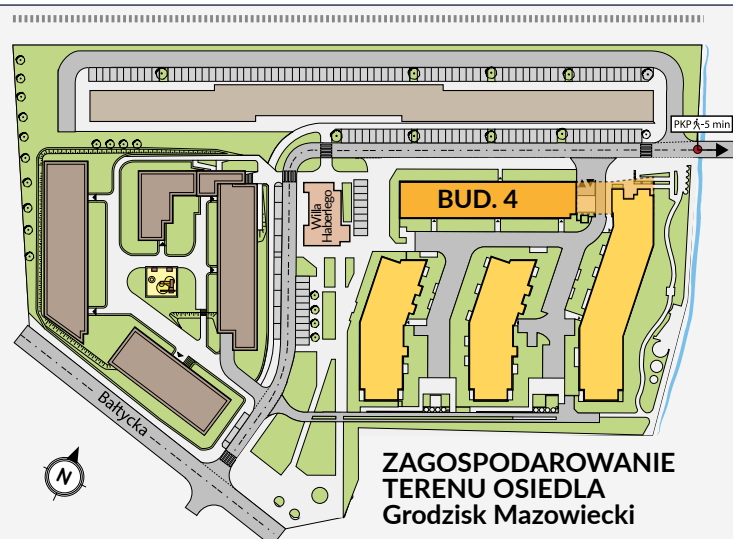 PKP -5 min
BUD. 4
Willa
Haberlego
Bałtycka
N
ZAGOSPODAROWANIE
TERENU OSIEDLA
Grodzisk Mazowiecki